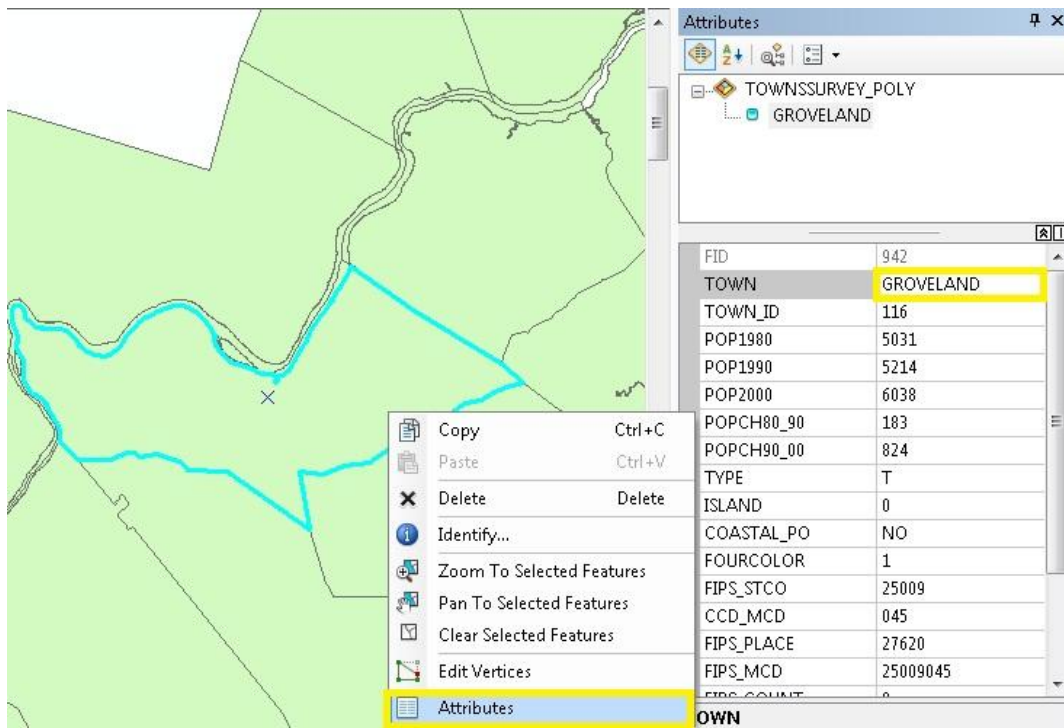 Copy Ctrl+C
Paste Ctrl+V
Delete Delete
Identify...
Zoom To Selected Features
Pan To Selected Features
Clear Selected Features
Edit Vertices
Attributes
Attributes
TOWNSSURVEY_POLY
GROVELAND
FID 942
TOWN GROVELAND
TOWN_ID 116
POP1980 5031
POP1990 5214
POP2000 6038
POPCH80_90 183
POPCH90_00 824
TYPE T
ISLAND 0
COASTAL_PO NO
FOURCOLOR 1
FIPS_STCO 25009
CCD_MCD 045
FIPS_PLACE 27620
FIPS_MCD 25009045
OWN